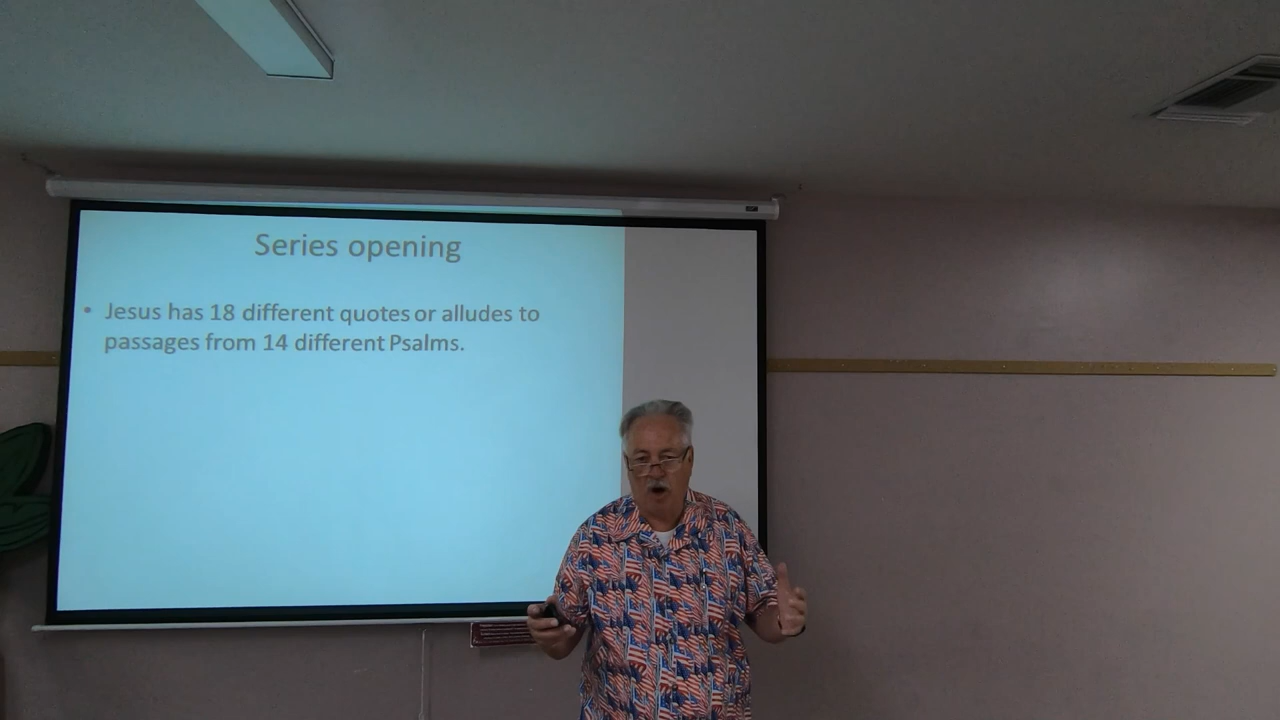 Series opening
• Jesus has 18 different quotes or alludes to
passages from 14 different Psalms.